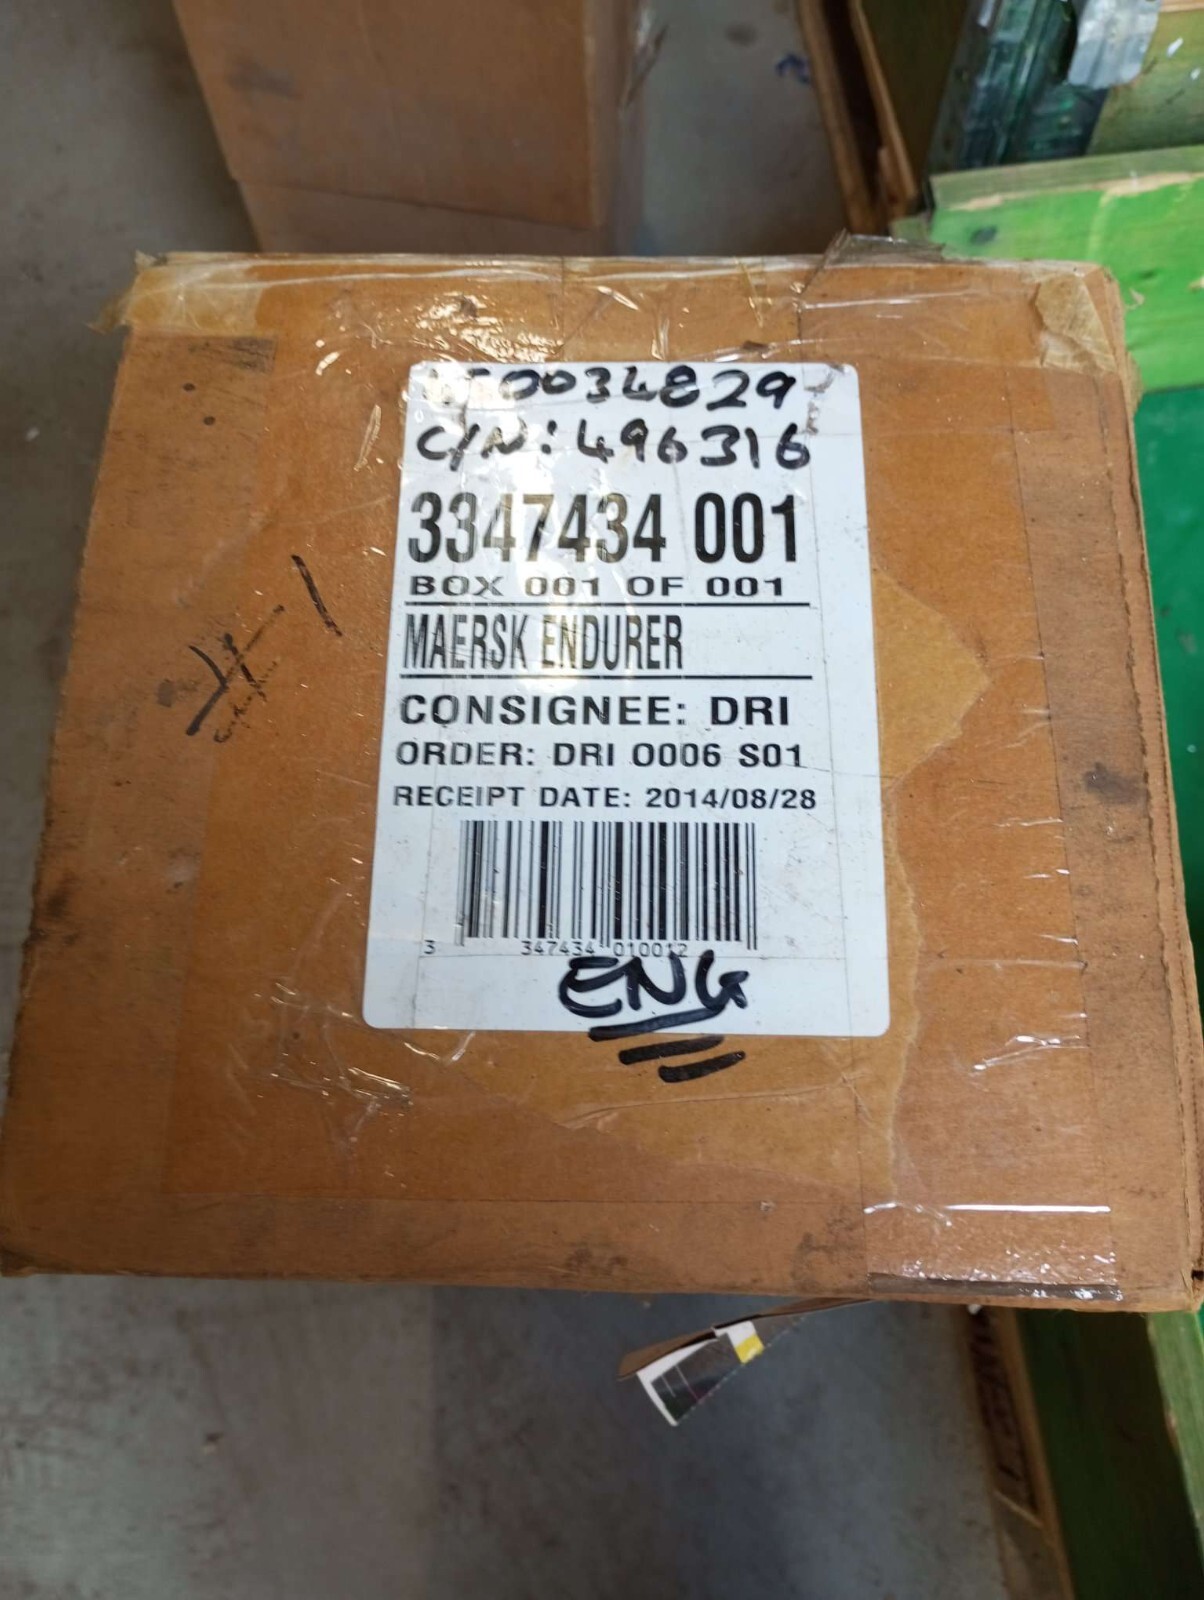 C/N: 496316
3347434 001
BOX 001 OF 001
MAERSK ENDURER
CONSIGNEE: DRI
ORDER: DRI 0006 S01
RECEIPT DATE: 2014/08/28
3 347434 010012
ENG